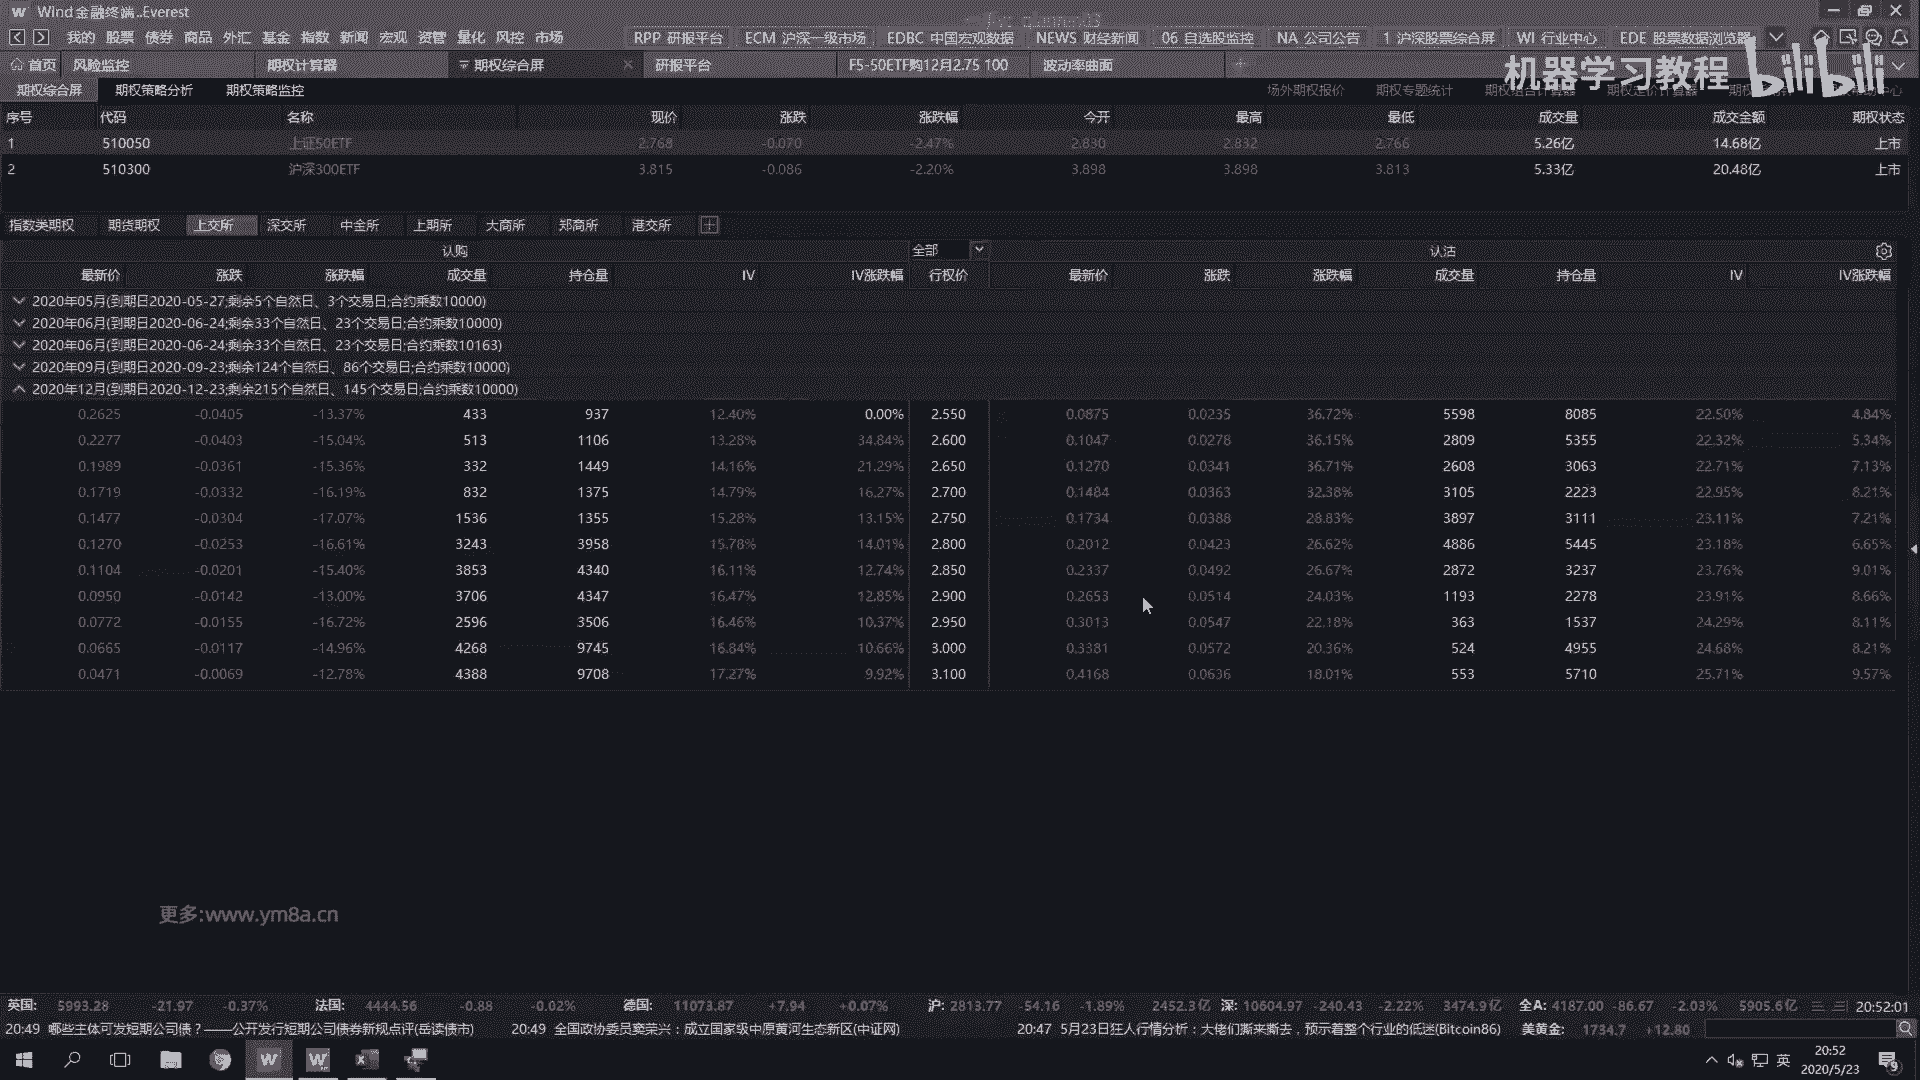 Wind金融终端..Everest
我的 股票 债券 商品 外汇 基金 指数 新闻 宏观 资管 量化 风控 市场 RPP 研报平台 ECM 沪深一级市场 EDBC 中国宏观数据 NEWS 财经新闻 06 自选股监控 NA 公司公告 1 沪深股票综合屏 WI 行业中心 EDE 股票数据浏览器
首页 风险监控 期权计算器 期权综合屏 研报平台 F5-50ETF购12月2.75 100 波动率曲面
机器学习教程 bilibili
期权综合屏 期权策略分析 期权策略监控 场外期权报价 期权专题统计
序号 代码 名称 现价 涨跌 涨跌幅 今开 最高 最低 成交量 成交金额 期权状态
1 510050 上证50ETF 2.768 -0.070 -2.47% 2.830 2.832 2.766 5.26亿 14.68亿 上市
2 510300 沪深300ETF 3.815 -0.086 -2.20% 3.898 3.898 3.813 5.33亿 20.48亿 上市
指数类期权 期货期权 上交所 深交所 中金所 上期所 大商所 郑商所 港交所
认购 全部 认沽
最新价 涨跌 涨跌幅 成交量 持仓量 IV IV涨跌幅 行权价 最新价 涨跌 涨跌幅 成交量 持仓量 IV IV涨跌幅
2020年05月(到期日2020-05-27;剩余5个自然日、3个交易日;合约乘数10000)
2020年06月(到期日2020-06-24;剩余33个自然日、23个交易日;合约乘数10000)
2020年06月(到期日2020-06-24;剩余33个自然日、23个交易日;合约乘数10163)
2020年09月(到期日2020-09-23;剩余124个自然日、86个交易日;合约乘数10000)
2020年12月(到期日2020-12-23;剩余215个自然日、145个交易日;合约乘数10000)
0.2625 -0.0405 -13.37% 433 937 12.40% 0.00% 2.550 0.0875 0.0235 36.72% 5598 8085 22.50% 4.84%
0.2277 -0.0403 -15.04% 513 1106 13.28% 34.84% 2.600 0.1047 0.0278 36.15% 2809 5355 22.32% 5.34%
0.1989 -0.0361 -15.36% 332 1449 14.16% 21.29% 2.650 0.1270 0.0341 36.71% 2608 3063 22.71% 7.13%
0.1719 -0.0332 -16.19% 832 1375 14.79% 16.27% 2.700 0.1484 0.0363 32.38% 3105 2223 22.95% 8.21%
0.1477 -0.0304 -17.07% 1536 1355 15.28% 13.15% 2.750 0.1734 0.0388 28.83% 3897 3111 23.11% 7.21%
0.1270 -0.0253 -16.61% 3243 3958 15.78% 14.01% 2.800 0.2012 0.0423 26.62% 4886 5445 23.18% 6.65%
0.1104 -0.0201 -15.40% 3853 4340 16.11% 12.74% 2.850 0.2337 0.0492 26.67% 2872 3237 23.76% 9.01%
0.0950 -0.0142 -13.00% 3706 4347 16.47% 12.85% 2.900 0.2653 0.0514 24.03% 1193 2278 23.91% 8.66%
0.0772 -0.0155 -16.72% 2596 3506 16.46% 10.37% 2.950 0.3013 0.0547 22.18% 363 1537 24.29% 8.11%
0.0665 -0.0117 -14.96% 4268 9745 16.84% 10.66% 3.000 0.3381 0.0572 20.36% 524 4955 24.68% 8.21%
0.0471 -0.0069 -12.78% 4388 9708 17.27% 9.92% 3.100 0.4168 0.0636 18.01% 553 5710 25.71% 9.57%
更多:www.ym8a.cn
英国: 5993.28 -21.97 -0.37% 法国: 4444.56 -0.88 -0.02% 德国: 11073.87 +7.94 +0.07% 沪: 2813.77 -54.16 -1.89% 2452.3亿 深: 10604.97 -240.43 -2.22% 3474.9亿 全A: 4187.00 -86.67 -2.03% 5905.6亿 20:52:01
20:49 哪些主体可发短期公司债？——公开发行短期公司债券新规点评(岳读债市) 20:49 全国政协委员窦荣兴：成立国家级中原黄河生态新区(中证网) 20:47 5月23日狂人行情分析：大佬们撕来撕去，预示着整个行业的低迷(Bitcoin86) 美黄金: 1734.7 +12.80
英 20:52
2020/5/23 9